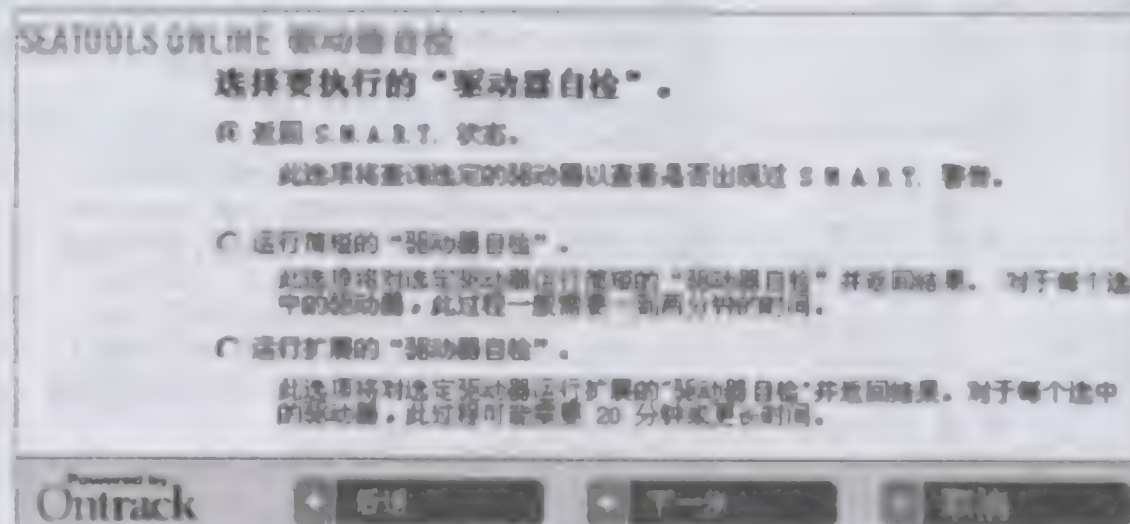 SEATOOLS ONLINE 驱动器自检
选择要执行的“驱动器自检”。
返回 S.M.A.R.T. 状态。
此选项将查询选定的驱动器以查看是否出现过 S.M.A.R.T. 警告。
运行简短的“驱动器自检”。
此选项将对选定驱动器运行简短的“驱动器自检”并返回结果。 对于每个选
中的驱动器，此过程一般需要一到两分钟的时间。
运行扩展的“驱动器自检”。
此选项将对选定驱动器运行扩展的“驱动器自检”并返回结果。对于每个选中
的驱动器，此过程可能需要 20 分钟或更长时间。
Powered by
Ontrack
下一步